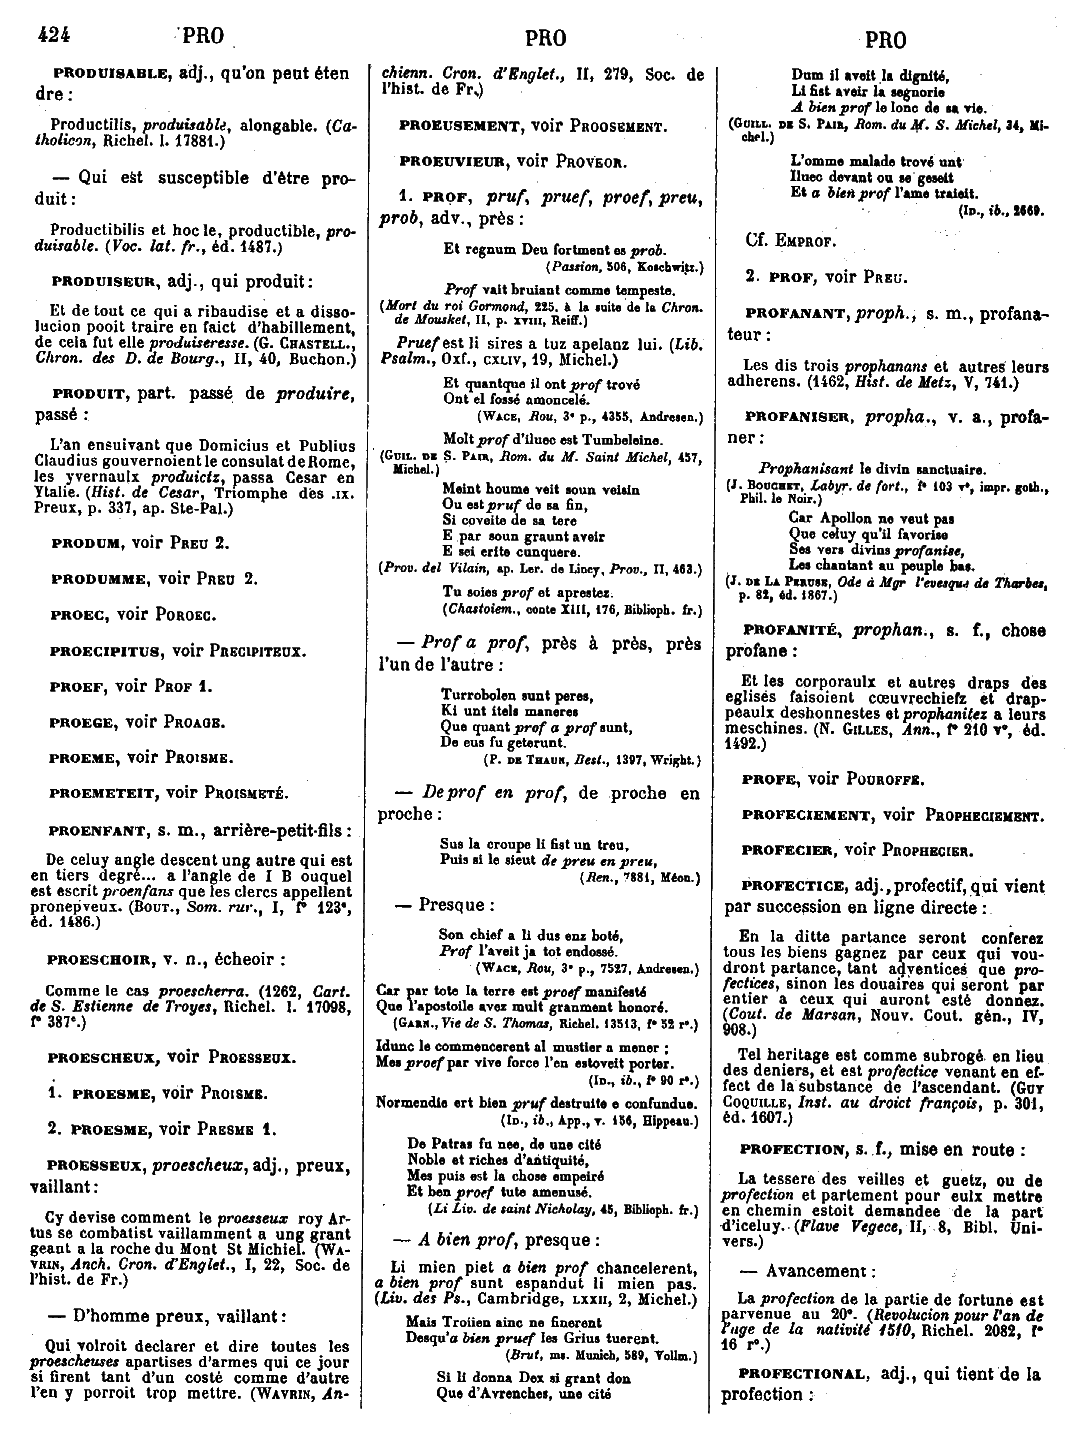 424 PRO
PRODUISABLE, adj., qu'on peut éten
dre :
Productilis, produisable, alongable. (Ca-
tholicon, Richel. l. 17881.)
— Qui est susceptible d'être pro-
duit :
Productibilis et hoc le, productible, pro-
duisable. (Voc. lat. fr., éd. 1487.)
PRODUISEUR, adj., qui produit :
Et de tout ce qui a ribaudise et a disso-
lucion pooit traire en faict d'habillement,
de cela fut elle produiseresse. (G. CHASTELL.,
Chron. des D. de Bourg., II, 40, Buchon.)
PRODUIT, part. passé de produire,
passé :
L'an ensuivant que Domicius et Publius
Claudius gouvernoient le consulat de Rome,
les yvernaulx produictz, passa Cesar en
Ytalie. (Hist. de Cesar, Triomphe des .IX.
Preux, p. 337, ap. Ste-Pal.)
PRODUM, voir PREU 2.
PRODUMME, voir PREU 2.
PROEC, voir POROEC.
PROECIPITUS, voir PRECIPITEUX.
PROEF, voir PROF 1.
PROEGE, voir PROAGE.
PROEME, voir PROISME.
PROEMETEIT, voir PROISMETÉ.
PROENFANT, s. m., arrière-petit-fils :
De celuy angle descent ung autre qui est
en tiers degré... a l'angle de I B ouquel
est escrit proenfans que les clercs appellent
pronepveux. (BOUT., Som. rur., I, f° 123ᵉ,
éd. 1486.)
PROESCHOIR, v. n., écheoir :
Comme le cas proescherra. (1262, Cart.
de S. Estienne de Troyes, Richel. l. 17098,
f° 387ᵉ.)
PROESCHEUX, voir PROESSEUX.
1. PROESME, voir PROISME.
2. PROESME, voir PRESME 1.
PROESSEUX, proescheux, adj., preux,
vaillant :
Cy devise comment le proesseux roy Ar-
tus se combatist vaillamment a ung grant
geant a la roche du Mont St Michiel. (WA-
VRIN, Anch. Cron. d'Englet., I, 22, Soc. de
l'hist. de Fr.)
— D'homme preux, vaillant :
Qui volroit declarer et dire toutes les
proescheuses apartises d'armes qui ce jour
si firent tant d'un costé comme d'autre
l'en y porroit trop mettre. (WAVRIN, An-
PRO
chienn. Cron. d'Englet., II, 279, Soc. de
l'hist. de Fr.)
PROEUSEMENT, voir PROOSEMENT.
PROEUVIEUR, voir PROVEOR.
1. PROF, pruf, pruef, proef, preu,
prob, adv., près :
Et regnum Deu fortment es prob.
(Passion, 506, Koschwitz.)
Prof vait bruiant comme tempeste.
(Mort du roi Gormond, 225. à la suite de la Chron.
de Mousket, II, p. XVIII, Reiff.)
Pruef est li sires a tuz apelanz lui. (Lib.
Psalm., Oxf., CXLIV, 19, Michel.)
Et quantque il ont prof trové
Ont el fossé amoncelé.
(WACE, Rou, 3ᵉ p., 4355, Andresen.)
Molt prof d'iluec est Tumbeleine.
(GUIL. DE S. PAIR, Rom. du M. Saint Michel, 457,
Michel.)
Meint houme veit soun veisin
Ou est pruf de sa fin,
Si coveite de sa tere
E par soun graunt aveir
E sei erite cunquere.
(Prov. del Vilain, ap. Ler. de Lincy, Prov., II, 463.)
Tu soies prof et aprestez.
(Chastoiem., conte XIII, 176, Biblioph. fr.)
— Prof a prof, près à près, près
l'un de l'autre :
Turrobolen sunt peres,
Ki unt itels maneres
Que quant prof a prof sunt,
De eus fu geterunt.
(P. DE THAUN, Best., 1397, Wright.)
— De prof en prof, de proche en
proche :
Sus la croupe li fist un treu,
Puis si le sieut de preu en preu,
(Ren., 7881, Méon.)
— Presque :
Son chief a li dus enz boté,
Prof l'aveit ja tot endossé.
(WACE, Rou, 3ᵉ p., 7527, Andresen.)
Car par tote la terre est proef manifesté
Que l'apostoile avez mult granment honoré.
(GARN., Vie de S. Thomas, Richel. 13513, f° 52 r°.)
Idunc le commencerent al mustier a mener :
Mes proef par vive force l'en estoveit porter.
(ID., ib., f° 90 r°.)
Normendie ert bien pruf destruite e confundue.
(ID., ib., App., v. 156, Hippeau.)
De Patras fu nee, de une cité
Noble et riches d'antiquité,
Mes puis est la chose empeiré
Et ben proef tute amenusé.
(Li Liv. de saint Nicholay, 45, Biblioph. fr.)
— A bien prof, presque :
Li mien piet a bien prof chancelerent,
a bien prof sunt espandut li mien pas.
(Liv. des Ps., Cambridge, LXXII, 2, Michel.)
Mais Troiien ainc ne finerent
Desqu'a bien pruef les Grius tuerent.
(Brut, ms. Munich, 589, Vollm.)
Si li donna Dex si grant don
Que d'Avrenches, une cité
PRO
Dum il aveit la dignité,
Li fist aveir la segnorie
A bien prof le lonc de sa vie.
(GUILL. DE S. PAIR, Rom. du M. S. Michel, 34, Mi-
chel.)
L'omme malade trové unt
Iluec devant ou se geseit
Et a bien prof l'ame traieit.
(ID., ib., 2669.
Cf. EMPROF.
2. PROF, voir PREU.
PROFANANT, proph., s. m., profana-
teur :
Les dis trois prophanans et autres leurs
adherens. (1462, Hist. de Metz, V, 741.)
PROFANISER, propha., v. a., profa-
ner :
Prophanisant le divin sanctuaire.
(J. BOUCHET, Labyr. de fort., f° 103 v°, impr. goth.,
Phil. le Noir.)
Car Apollon ne veut pas
Que celuy qu'il favorise
Ses vers divins profanise,
Les chantant au peuple bas.
(J. DE LA PERUSE, Ode à Mgr l'evesque de Tharbes,
p. 82, éd. 1867.)
PROFANITÉ, prophan., s. f., chose
profane :
Et les corporaulx et autres draps des
eglises faisoient cœuvrechiefz et drap-
peaulx deshonnestes et prophanitez a leurs
meschines. (N. GILLES, Ann., f° 210 v°, éd.
1492.)
PROFE, voir POUROFFE.
PROFECIEMENT, voir PROPHECIEMENT.
PROFECIER, voir PROPHECIER.
PROFECTICE, adj., profectif, qui vient
par succession en ligne directe :
En la ditte partance seront conferez
tous les biens gagnez par ceux qui vou-
dront partance, tant adventices que pro-
fectices, sinon les douaires qui seront par
entier a ceux qui auront esté donnez.
(Cout. de Marsan, Nouv. Cout. gén., IV,
908.)
Tel heritage est comme subrogé en lieu
des deniers, et est profectice venant en ef-
fect de la substance de l'ascendant. (GUY
COQUILLE, Inst. au droict françois, p. 301,
éd. 1607.)
PROFECTION, s. f., mise en route :
La tessere des veilles et guetz, ou de
profection et partement pour eulx mettre
en chemin estoit demandee de la part
d'iceluy. (Flave Vegece, II, 8, Bibl. Uni-
vers.)
— Avancement :
La profection de la partie de fortune est
parvenue au 20ᵉ. (Revolucion pour l'an de
l'age de la nativité 1510, Richel. 2082, f°
16 r°.)
PROFECTIONAL, adj., qui tient de la
profection :